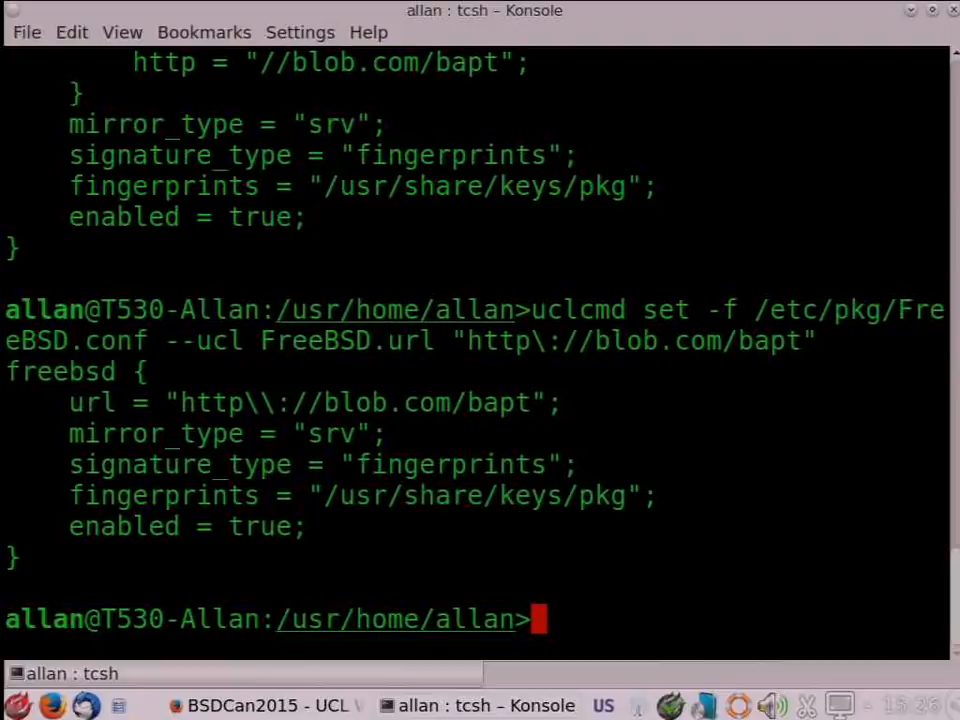 allan : tcsh – Konsole
File Edit View Bookmarks Settings Help
http = "//blob.com/bapt";
}
mirror_type = "srv";
signature_type = "fingerprints";
fingerprints = "/usr/share/keys/pkg";
enabled = true;
}
allan@T530-Allan:/usr/home/allan>uclcmd set -f /etc/pkg/Fre
eBSD.conf --ucl FreeBSD.url "http\://blob.com/bapt"
freebsd {
url = "http\\://blob.com/bapt";
mirror_type = "srv";
signature_type = "fingerprints";
fingerprints = "/usr/share/keys/pkg";
enabled = true;
}
allan@T530-Allan:/usr/home/allan>
allan : tcsh
BSDCan2015 - UCL allan : tcsh – Konsole US 15:26